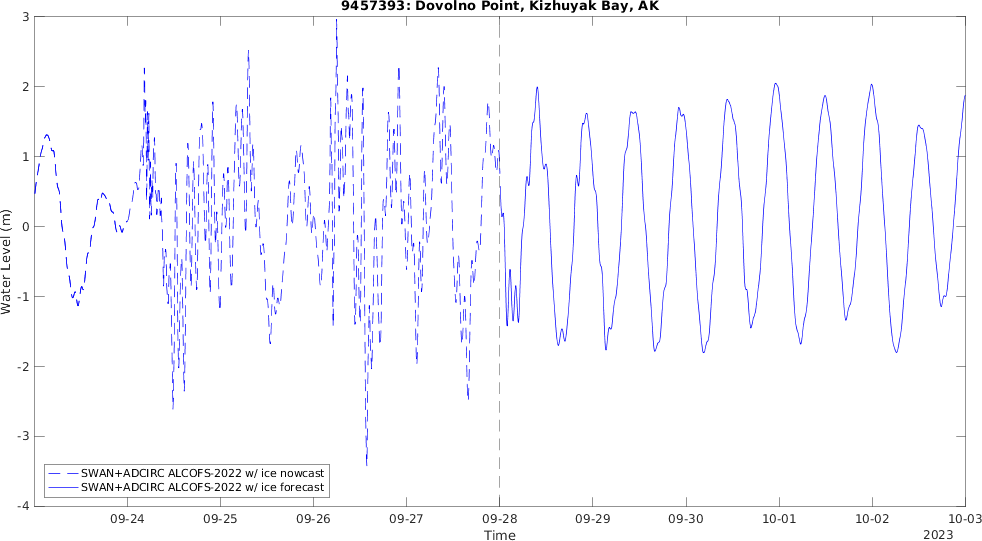 9457393: Dovolno Point, Kizhuyak Bay, AK
3
2
1
0
-1
-2
-3
-4
Water Level (m)
SWAN+ADCIRC ALCOFS-2022 w/ ice nowcast
SWAN+ADCIRC ALCOFS-2022 w/ ice forecast
09-24 09-25 09-26 09-27 09-28 09-29 09-30 10-01 10-02 10-03
Time
2023